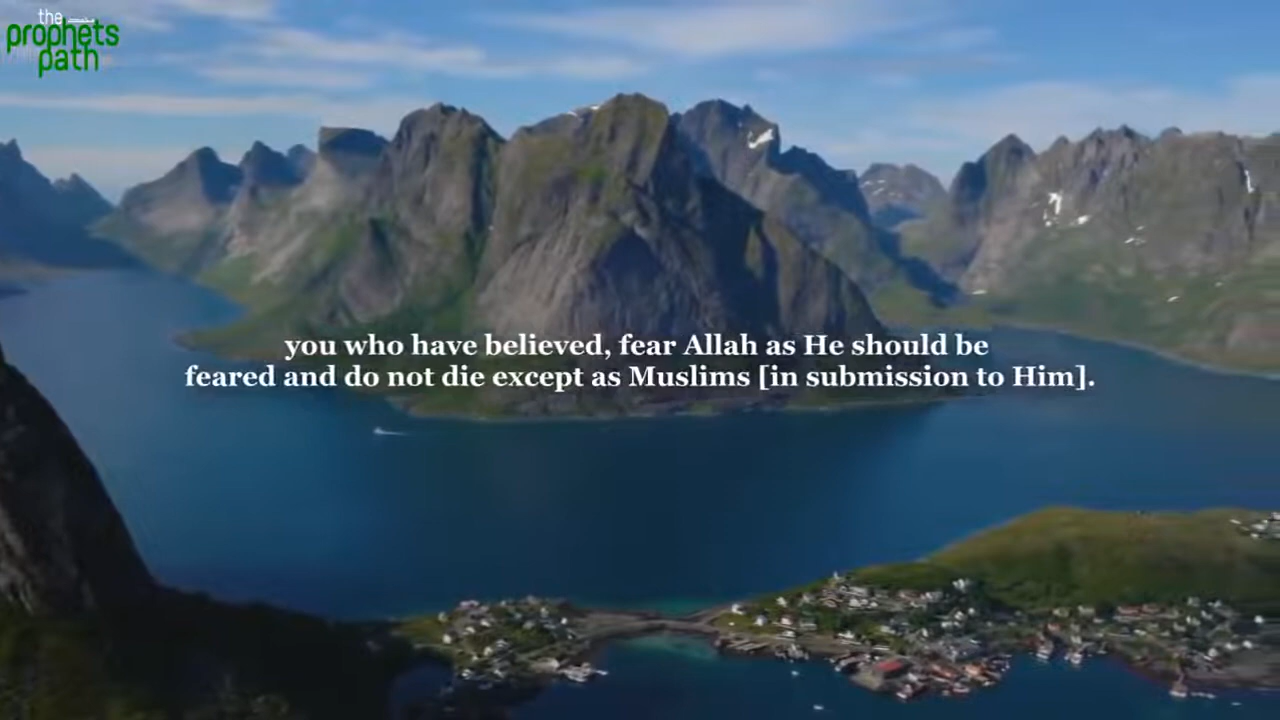 the
prophets
path
you who have believed, fear Allah as He should be
feared and do not die except as Muslims [in submission to Him].